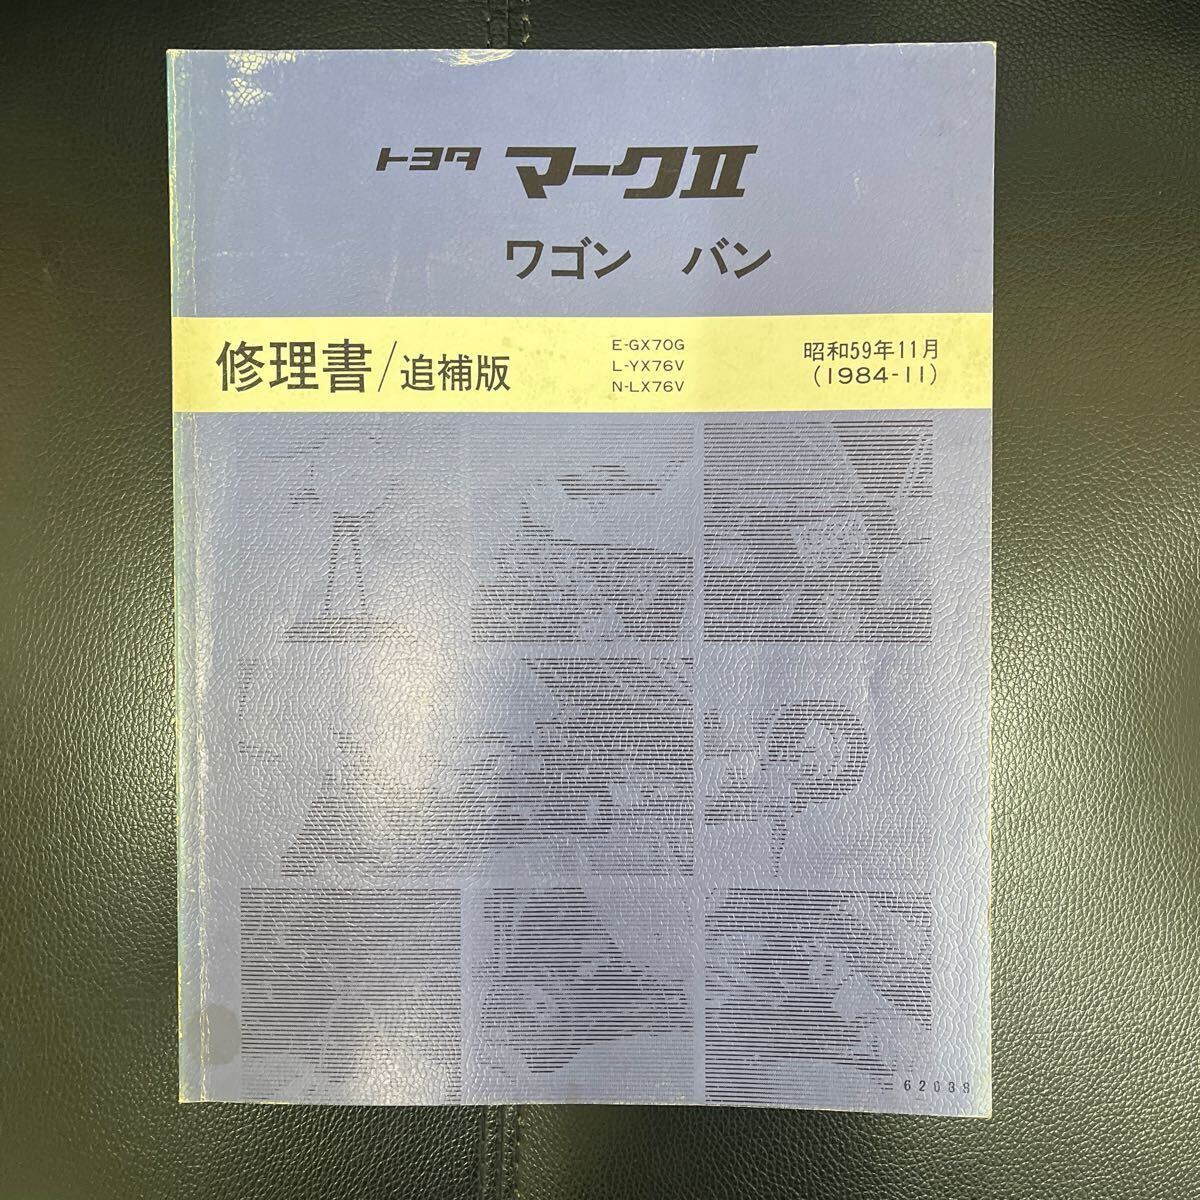 トヨタ マークII
ワゴン バン
修理書/追補版
E-GX70G
L-YX76V
N-LX76V
昭和59年11月
(1984-11)
62039